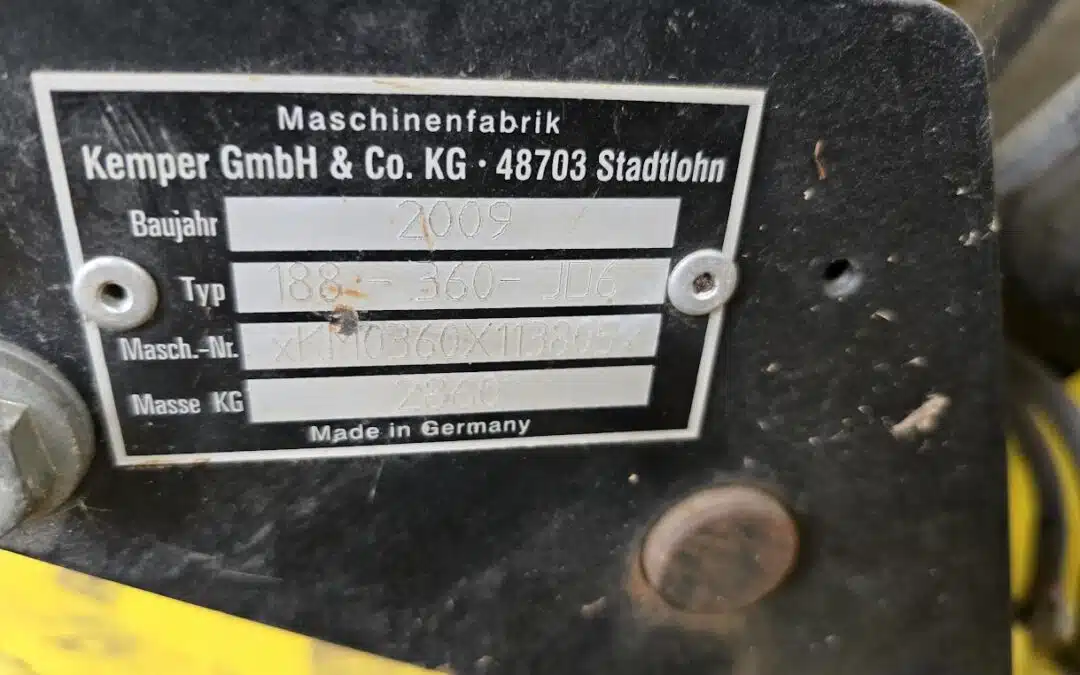 Maschinenfabrik
Kemper GmbH & Co. KG · 48703 Stadtlohn
Baujahr 2009
Typ 188 - 360 - JD6
Masch.-Nr.
Masse KG 2860
Made in Germany